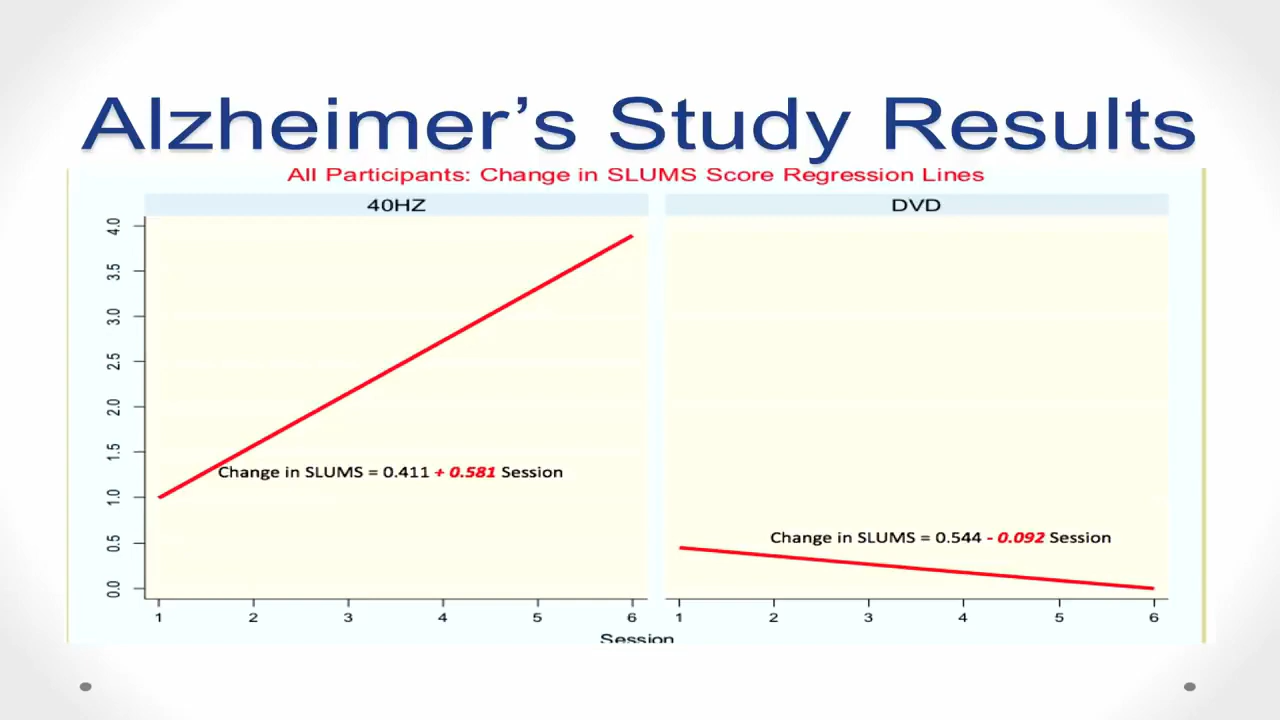 Alzheimer’s Study Results
All Participants: Change in SLUMS Score Regression Lines
40HZ
DVD
4.0
3.5
3.0
2.5
2.0
1.5
1.0
0.5
0.0
Change in SLUMS = 0.411 + 0.581 Session
Change in SLUMS = 0.544 - 0.092 Session
1 2 3 4 5 6
1 2 3 4 5 6
Session